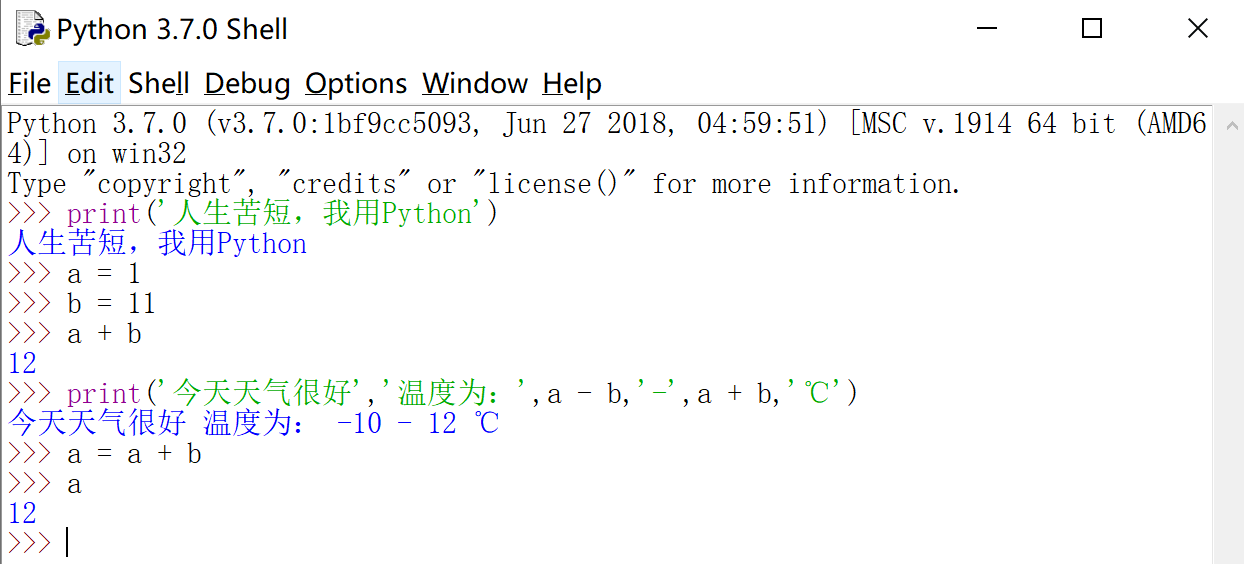 Python 3.7.0 Shell
File Edit Shell Debug Options Window Help
Python 3.7.0 (v3.7.0:1bf9cc5093, Jun 27 2018, 04:59:51) [MSC v.1914 64 bit (AMD6
4)] on win32
Type "copyright", "credits" or "license()" for more information.
>>> print('人生苦短，我用Python')
人生苦短，我用Python
>>> a = 1
>>> b = 11
>>> a + b
12
>>> print('今天天气很好','温度为：',a - b,'-',a + b,'℃')
今天天气很好 温度为： -10 - 12 ℃
>>> a = a + b
>>> a
12
>>>